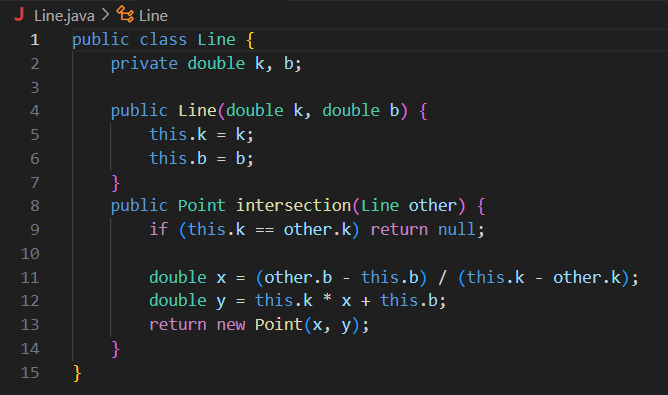 J Line.java > Line
1 public class Line {
2     private double k, b;
3
4     public Line(double k, double b) {
5         this.k = k;
6         this.b = b;
7     }
8     public Point intersection(Line other) {
9         if (this.k == other.k) return null;
10
11         double x = (other.b - this.b) / (this.k - other.k);
12         double y = this.k * x + this.b;
13         return new Point(x, y);
14     }
15 }